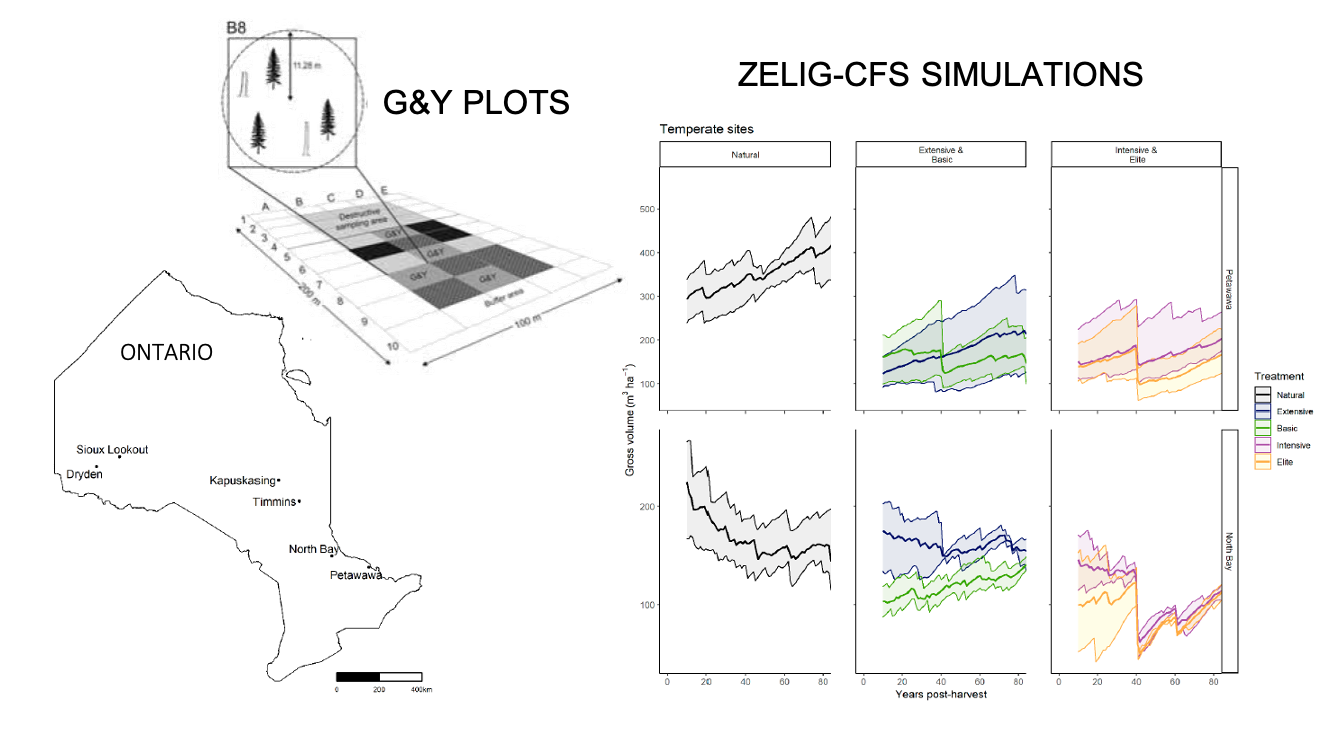 B8
11.28 m
G&Y PLOTS
A B C D E
1
2
3
4
5
6
7
8
9
10
Destructive
sampling area
G&Y
G&Y
G&Y
G&Y
Buffer area
200 m
100 m
ONTARIO
Sioux Lookout
Dryden
Kapuskasing
Timmins
North Bay
Petawawa
0 200 400km
ZELIG-CFS SIMULATIONS
Temperate sites
Natural
Extensive &
Basic
Intensive &
Elite
500
400
300
200
100
Petawawa
200
100
North Bay
Gross volume (m³ ha⁻¹)
0 20 40 60 80
0 20 40 60 80
0 20 40 60 80
Years post-harvest
Treatment
Natural
Extensive
Basic
Intensive
Elite